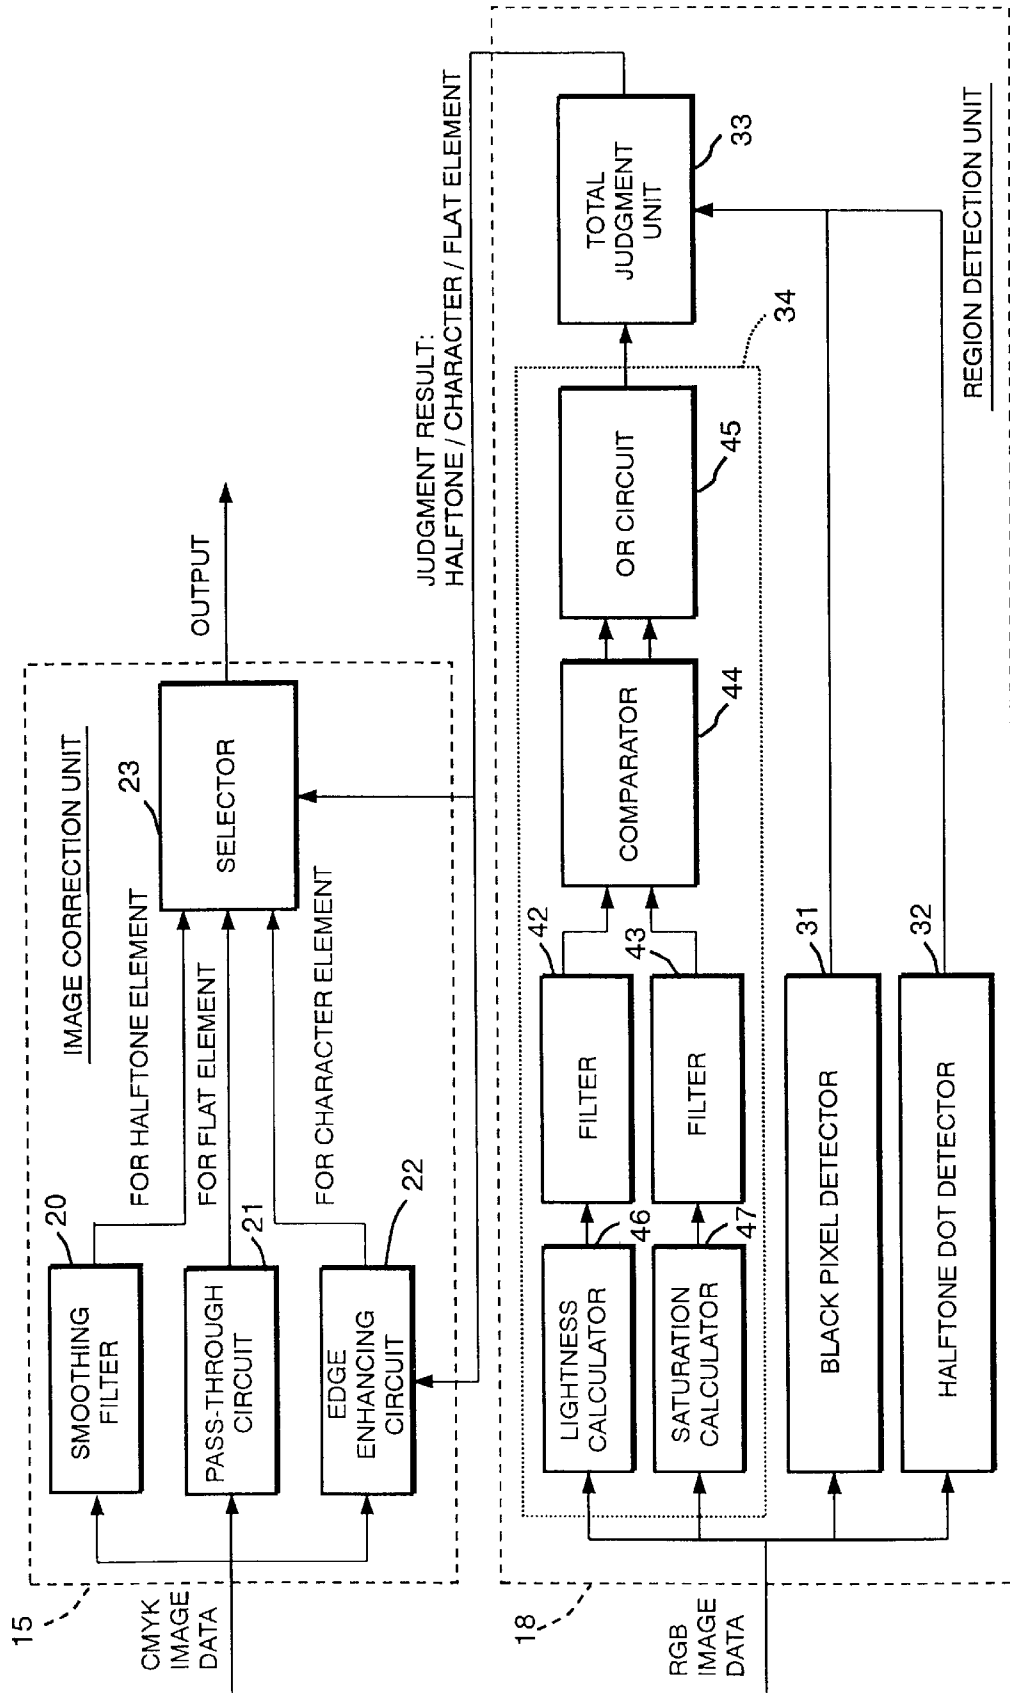 15
IMAGE CORRECTION UNIT
CMYK
IMAGE
DATA
SMOOTHING
FILTER
20
FOR HALFTONE ELEMENT
PASS-THROUGH
CIRCUIT
21
FOR FLAT ELEMENT
EDGE
ENHANCING
CIRCUIT
22
FOR CHARACTER ELEMENT
SELECTOR
23
OUTPUT
JUDGMENT RESULT:
HALFTONE / CHARACTER / FLAT ELEMENT
18
RGB
IMAGE
DATA
LIGHTNESS
CALCULATOR
46
FILTER
42
SATURATION
CALCULATOR
47
FILTER
43
COMPARATOR
44
OR CIRCUIT
45
34
TOTAL
JUDGMENT
UNIT
33
BLACK PIXEL DETECTOR
31
HALFTONE DOT DETECTOR
32
REGION DETECTION UNIT